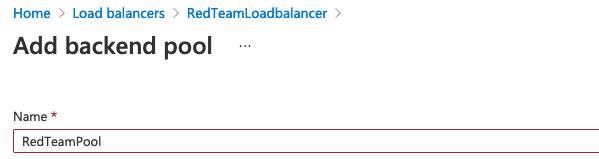 Home > Load balancers > RedTeamLoadbalancer >
Add backend pool ...
Name *
RedTeamPool